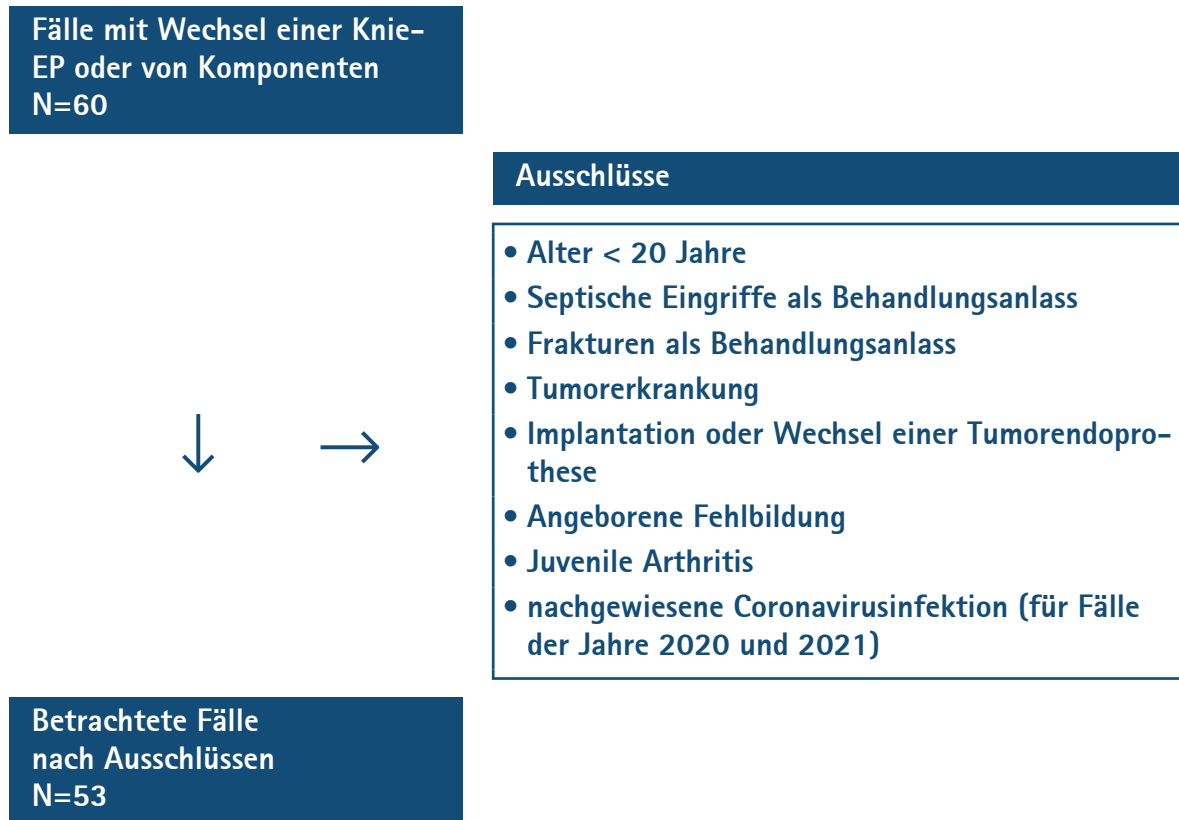 Fälle mit Wechsel einer Knie-
EP oder von Komponenten
N=60
Ausschlüsse
• Alter < 20 Jahre
• Septische Eingriffe als Behandlungsanlass
• Frakturen als Behandlungsanlass
• Tumorerkrankung
• Implantation oder Wechsel einer Tumorendopro-
these
• Angeborene Fehlbildung
• Juvenile Arthritis
• nachgewiesene Coronavirusinfektion (für Fälle
der Jahre 2020 und 2021)
Betrachtete Fälle
nach Ausschlüssen
N=53